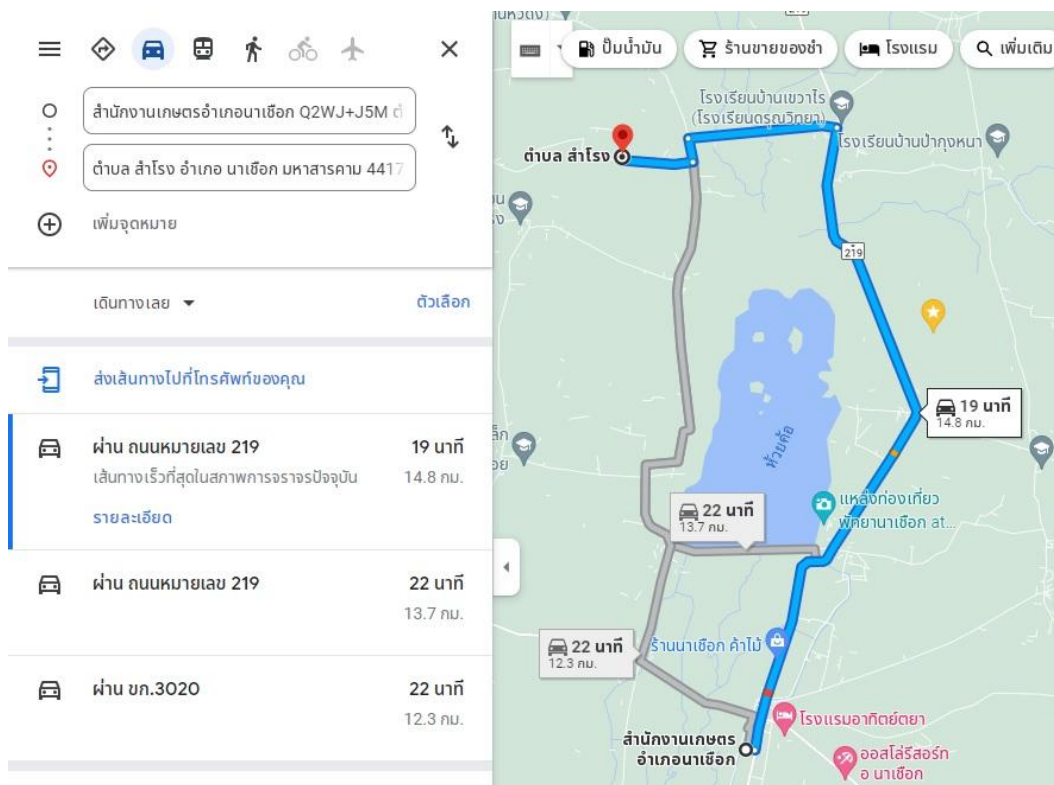 สำนักงานเกษตรอำเภอนาเชือก Q2WJ+J5M ตำ
ตำบล สำโรง อำเภอ นาเชือก มหาสารคาม 4417
เพิ่มจุดหมาย
เดินทางเลย
ตัวเลือก
ส่งเส้นทางไปที่โทรศัพท์ของคุณ
ผ่าน ถนนหมายเลข 219
19 นาที
เส้นทางเร็วที่สุดในสภาพการจราจรปัจจุบัน
14.8 กม.
รายละเอียด
ผ่าน ถนนหมายเลข 219
22 นาที
13.7 กม.
ผ่าน ขก.3020
22 นาที
12.3 กม.
ปั๊มน้ำมัน
ร้านขายของชำ
โรงแรม
เพิ่มเติม
โรงเรียนบ้านเขวาไร่
(โรงเรียนดรุณวิทยา)
โรงเรียนบ้านป่ากุงหนา
ตำบล สำโรง
219
19 นาที
14.8 กม.
ห้วยค้อ
แหล่งท่องเที่ยว
พัทยานาเชือก at...
22 นาที
13.7 กม.
22 นาที
12.3 กม.
ร้านนาเชือก ค้าไม้
โรงแรมอาทิตย์ตยา
สำนักงานเกษตร
อำเภอนาเชือก
ออสโล่รีสอร์ท
อ นาเชือก